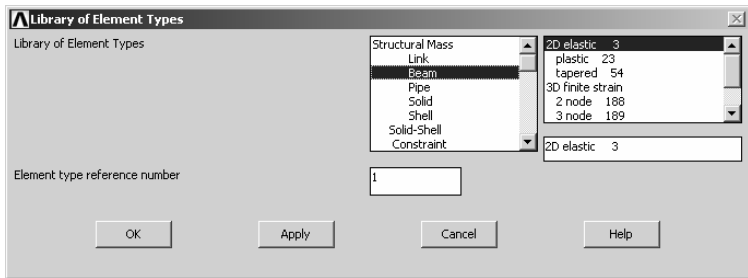 Library of Element Types
Library of Element Types
Structural Mass
Link
Beam
Pipe
Solid
Shell
Solid-Shell
Constraint
2D elastic 3
plastic 23
tapered 54
3D finite strain
2 node 188
3 node 189
2D elastic 3
Element type reference number
1
OK
Apply
Cancel
Help